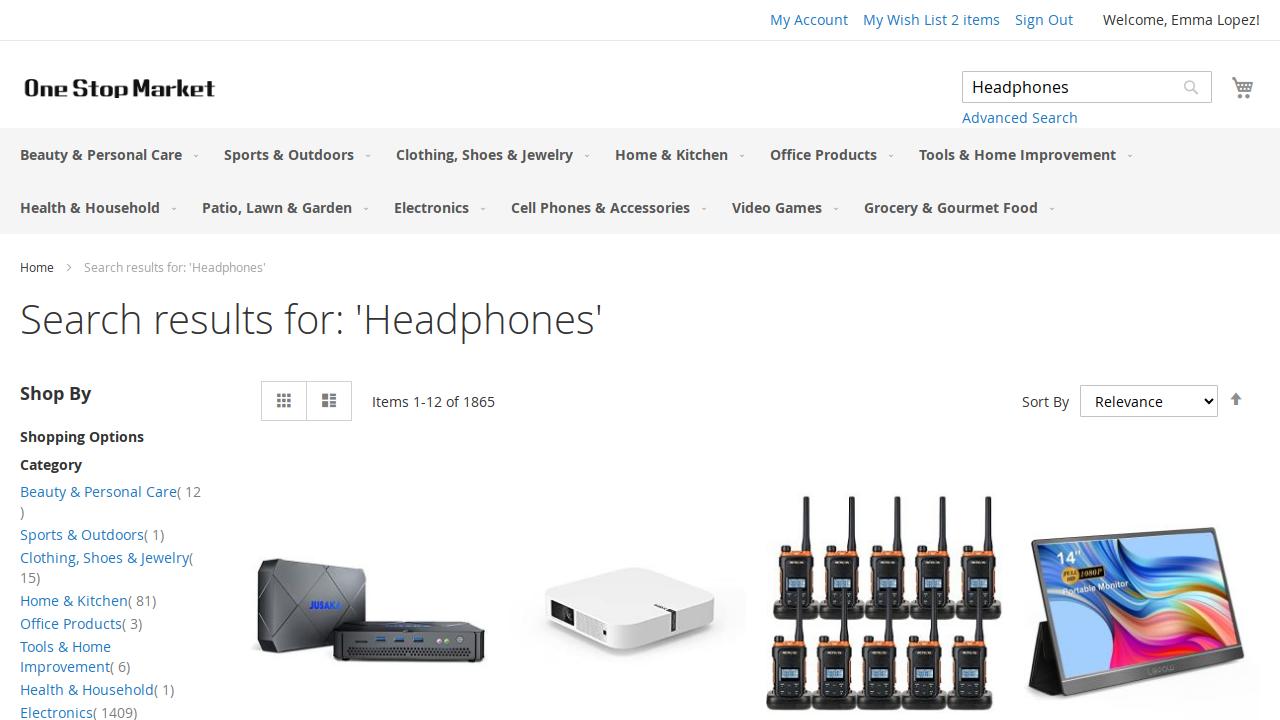 My Account My Wish List 2 items Sign Out Welcome, Emma Lopez!
One Stop Market
Headphones
Advanced Search
Beauty & Personal Care Sports & Outdoors Clothing, Shoes & Jewelry Home & Kitchen Office Products Tools & Home Improvement
Health & Household Patio, Lawn & Garden Electronics Cell Phones & Accessories Video Games Grocery & Gourmet Food
Home Search results for: 'Headphones'
Search results for: 'Headphones'
Shop By
Items 1-12 of 1865
Sort By Relevance
Shopping Options
Category
Beauty & Personal Care( 12
)
Sports & Outdoors( 1)
Clothing, Shoes & Jewelry(
15)
Home & Kitchen( 81)
Office Products( 3)
Tools & Home
Improvement( 6)
Health & Household( 1)
Electronics( 1409)
JUSAKA
14"
FULL HD 1080P
Portable Monitor